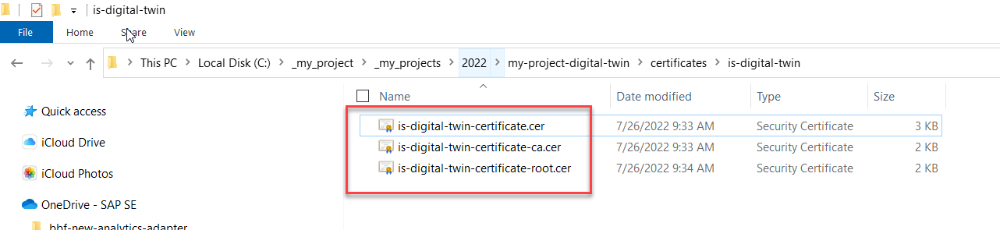 is-digital-twin
File Home Share View
This PC Local Disk (C:) _my_project _my_projects 2022 my-project-digital-twin certificates is-digital-twin
Name Date modified Type Size
Quick access
is-digital-twin-certificate.cer 7/26/2022 9:33 AM Security Certificate 3 KB
iCloud Drive
is-digital-twin-certificate-ca.cer 7/26/2022 9:33 AM Security Certificate 2 KB
is-digital-twin-certificate-root.cer 7/26/2022 9:34 AM Security Certificate 2 KB
iCloud Photos
OneDrive - SAP SE
bbf-new-analytics-adapter